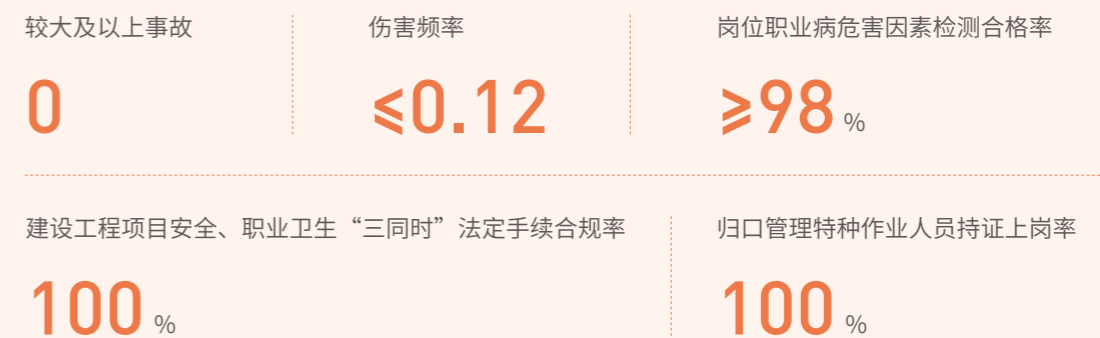 较大及以上事故
伤害频率
岗位职业病危害因素检测合格率
0
≤0.12
≥98 %
建设工程项目安全、职业卫生“三同时”法定手续合规率
归口管理特种作业人员持证上岗率
100 %
100 %